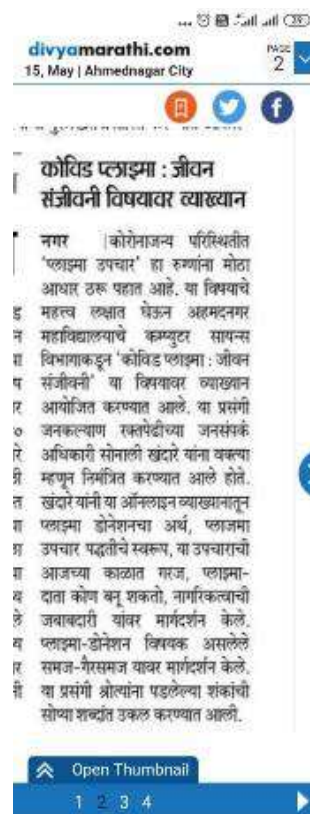 39
divyamarathi.com
15, May | Ahmednagar City
PAGE
2
कोविड प्लाझ्मा : जीवन
संजीवनी विषयावर व्याख्यान
नगर | कोरोनाजन्य परिस्थितीत
'प्लाझ्मा उपचार' हा रुग्णांना मोठा
आधार ठरू पहात आहे. या विषयाचे
महत्त्व लक्षात घेऊन अहमदनगर
महाविद्यालयाचे कम्प्युटर सायन्स
विभागाकडून 'कोविड प्लाझ्मा : जीवन
संजीवनी' या विषयावर व्याख्यान
आयोजित करण्यात आले. या प्रसंगी
जनकल्याण रक्तपेढीच्या जनसंपर्क
अधिकारी सोनाली खंदारे यांना वक्त्या
म्हणून निमंत्रित करण्यात आले होते.
खंदारे यांनी या ऑनलाइन व्याख्यानातून
प्लाझ्मा डोनेशनचा अर्थ, प्लाजमा
उपचार पद्धतीचे स्वरूप, या उपचाराची
आजच्या काळात गरज, प्लाझ्मा-
दाता कोण बनू शकतो, नागरिकत्वाची
जबाबदारी यांवर मार्गदर्शन केले.
प्लाझ्मा-डोनेशन विषयक असलेले
समज-गैरसमज यावर मार्गदर्शन केले.
या प्रसंगी श्रोत्यांना पडलेल्या शंकांची
सोप्या शब्दांत उकल करण्यात आली.
Open Thumbnail
1 2 3 4